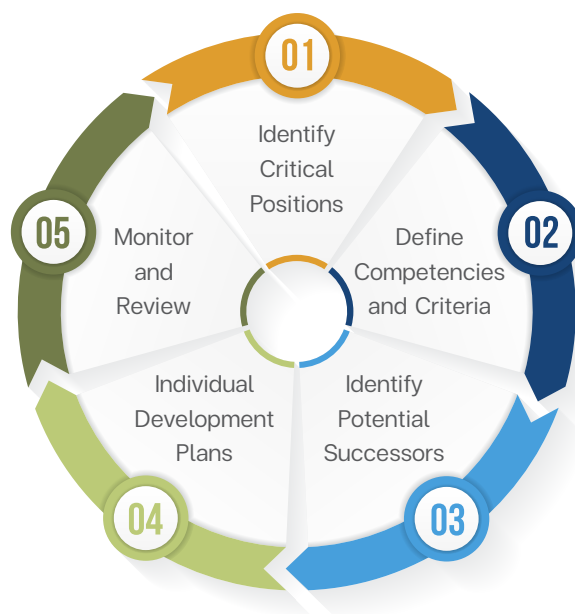 01
Identify
Critical
Positions
02
Define
Competencies
and Criteria
03
Identify
Potential
Successors
04
Individual
Development
Plans
05
Monitor
and
Review